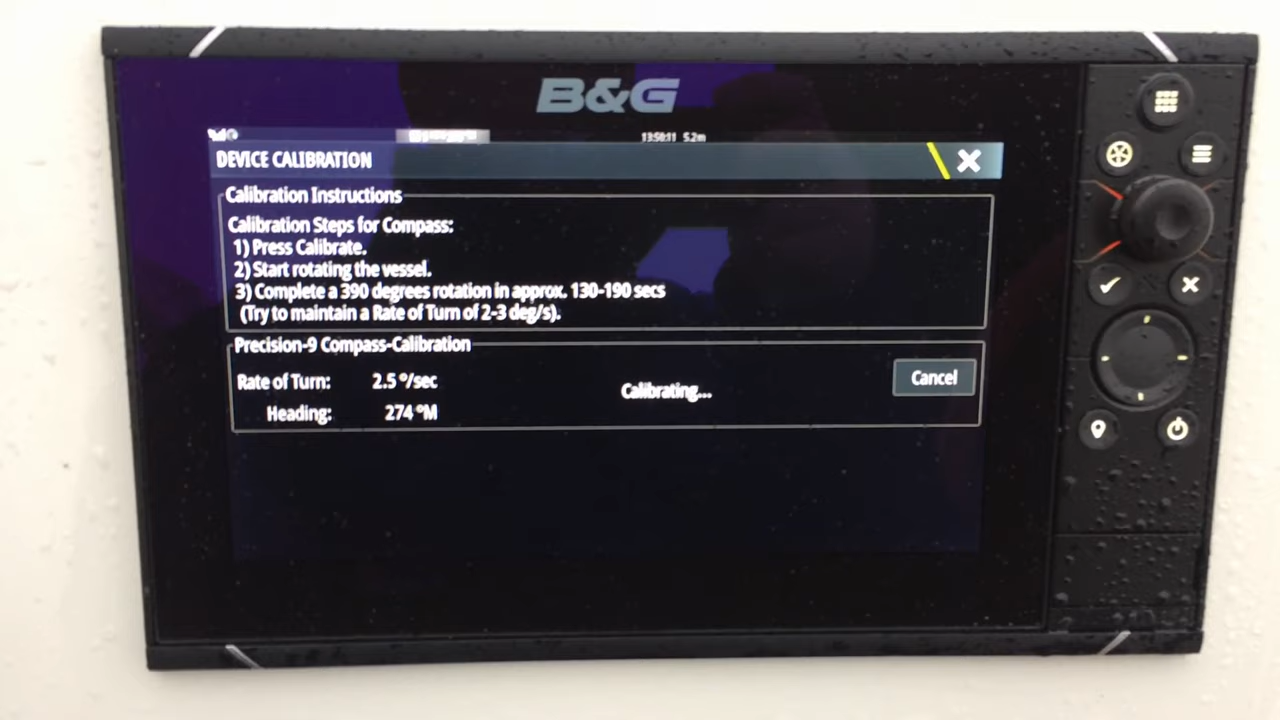 B&G
13:50:11 5.2m
DEVICE CALIBRATION
Calibration Instructions
Calibration Steps for Compass:
1) Press Calibrate.
2) Start rotating the vessel.
3) Complete a 390 degrees rotation in approx. 130-190 secs
(Try to maintain a Rate of Turn of 2-3 deg/s).
Precision-9 Compass-Calibration
Rate of Turn: 2.5 °/sec
Calibrating...
Cancel
Heading: 274 °M